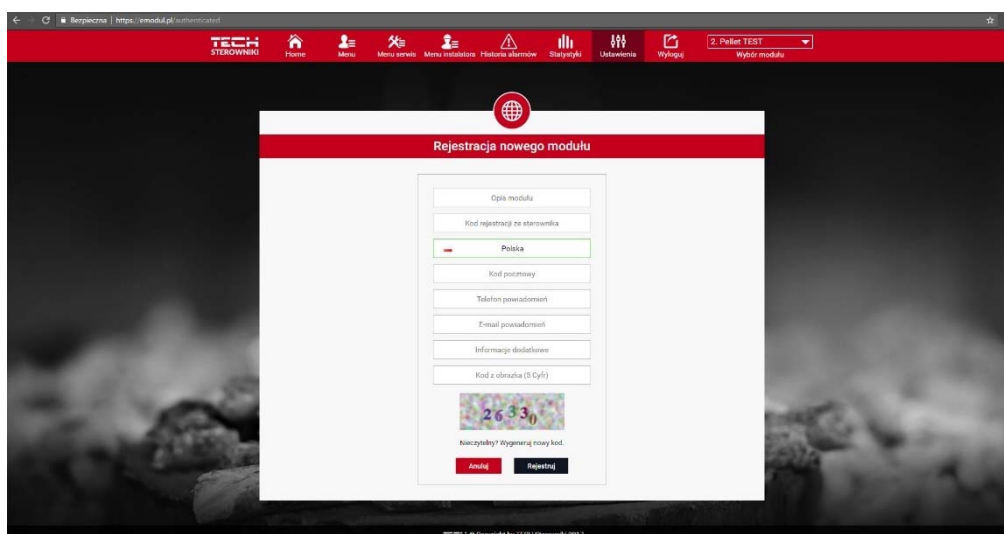 Bezpieczna | https://emodul.pl/authenticated
TECH
STEROWNIKI
Home
Menu
Menu serwis
Menu instalatora
Historia alarmów
Statystyki
Ustawienia
Wyloguj
2. Pellet TEST
Wybór modułu
Rejestracja nowego modułu
Opis modułu
Kod rejestracji ze sterownika
Polska
Kod pocztowy
Telefon powiadomień
E-mail powiadomień
Informacje dodatkowe
Kod z obrazka (5 Cyfr)
26330
Nieczytelny? Wygeneruj nowy kod.
Anuluj
Rejestruj